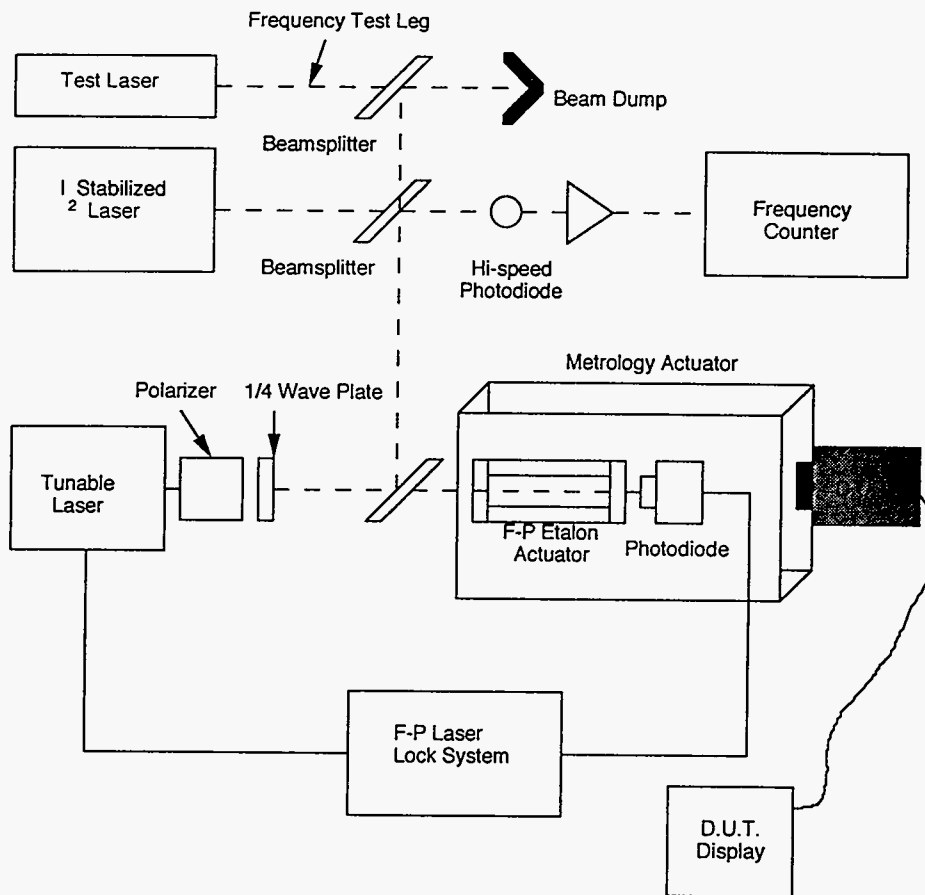 Frequency Test Leg
Test Laser
Beam Dump
Beamsplitter
I2 Stabilized
Laser
Frequency
Counter
Beamsplitter
Hi-speed
Photodiode
Metrology Actuator
Polarizer
1/4 Wave Plate
Tunable
Laser
F-P Etalon
Actuator
Photodiode
F-P Laser
Lock System
D.U.T.
Display